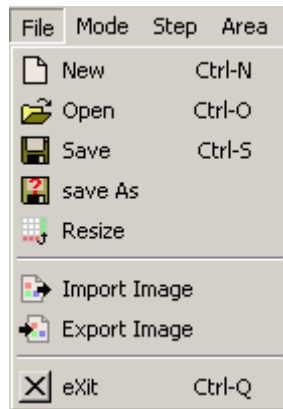 File Mode Step Area
New Ctrl-N
Open Ctrl-O
Save Ctrl-S
save As
Resize
Import Image
Export Image
eXit Ctrl-Q